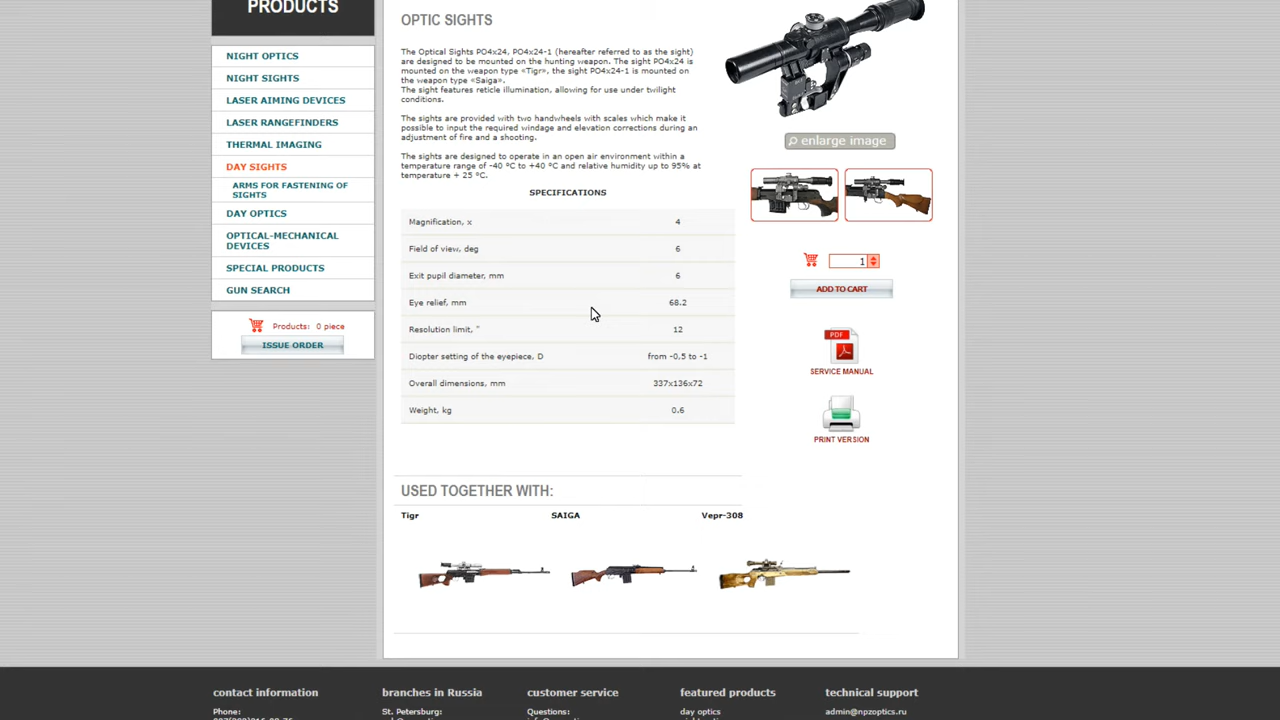 PRODUCTS
NIGHT OPTICS
NIGHT SIGHTS
LASER AIMING DEVICES
LASER RANGEFINDERS
THERMAL IMAGING
DAY SIGHTS
ARMS FOR FASTENING OF
SIGHTS
DAY OPTICS
OPTICAL-MECHANICAL
DEVICES
SPECIAL PRODUCTS
GUN SEARCH
Products: 0 piece
ISSUE ORDER
OPTIC SIGHTS
The Optical Sights PO4x24, PO4x24-1 (hereafter referred to as the sight)
are designed to be mounted on the hunting weapon. The sight PO4x24 is
mounted on the weapon type «Tigr», the sight PO4x24-1 is mounted on
the weapon type «Saiga».
The sight features reticle illumination, allowing for use under twilight
conditions.
The sights are provided with two handwheels with scales which make it
possible to input the required windage and elevation corrections during an
adjustment of fire and a shooting.
The sights are designed to operate in an open air environment within a
temperature range of -40 °C to +40 °C and relative humidity up to 95% at
temperature + 25 °C.
SPECIFICATIONS
Magnification, x 4
Field of view, deg 6
Exit pupil diameter, mm 6
Eye relief, mm 68.2
Resolution limit, " 12
Diopter setting of the eyepiece, D from -0,5 to -1
Overall dimensions, mm 337x136x72
Weight, kg 0.6
enlarge image
1
ADD TO CART
PDF
SERVICE MANUAL
PRINT VERSION
USED TOGETHER WITH:
Tigr SAIGA Vepr-308
contact information branches in Russia customer service featured products technical support
Phone: St. Petersburg: Questions: day optics admin@npzoptics.ru